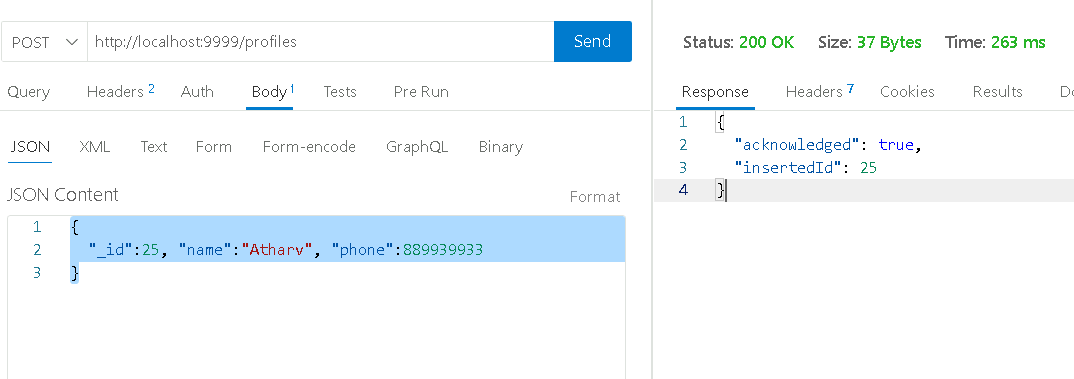 POST http://localhost:9999/profiles Send
Query Headers 2 Auth Body 1 Tests Pre Run
JSON XML Text Form Form-encode GraphQL Binary
JSON Content Format
1 {
2 "_id":25, "name":"Atharv", "phone":889939933
3 }
Status: 200 OK Size: 37 Bytes Time: 263 ms
Response Headers 7 Cookies Results
1 {
2 "acknowledged": true,
3 "insertedId": 25
4 }